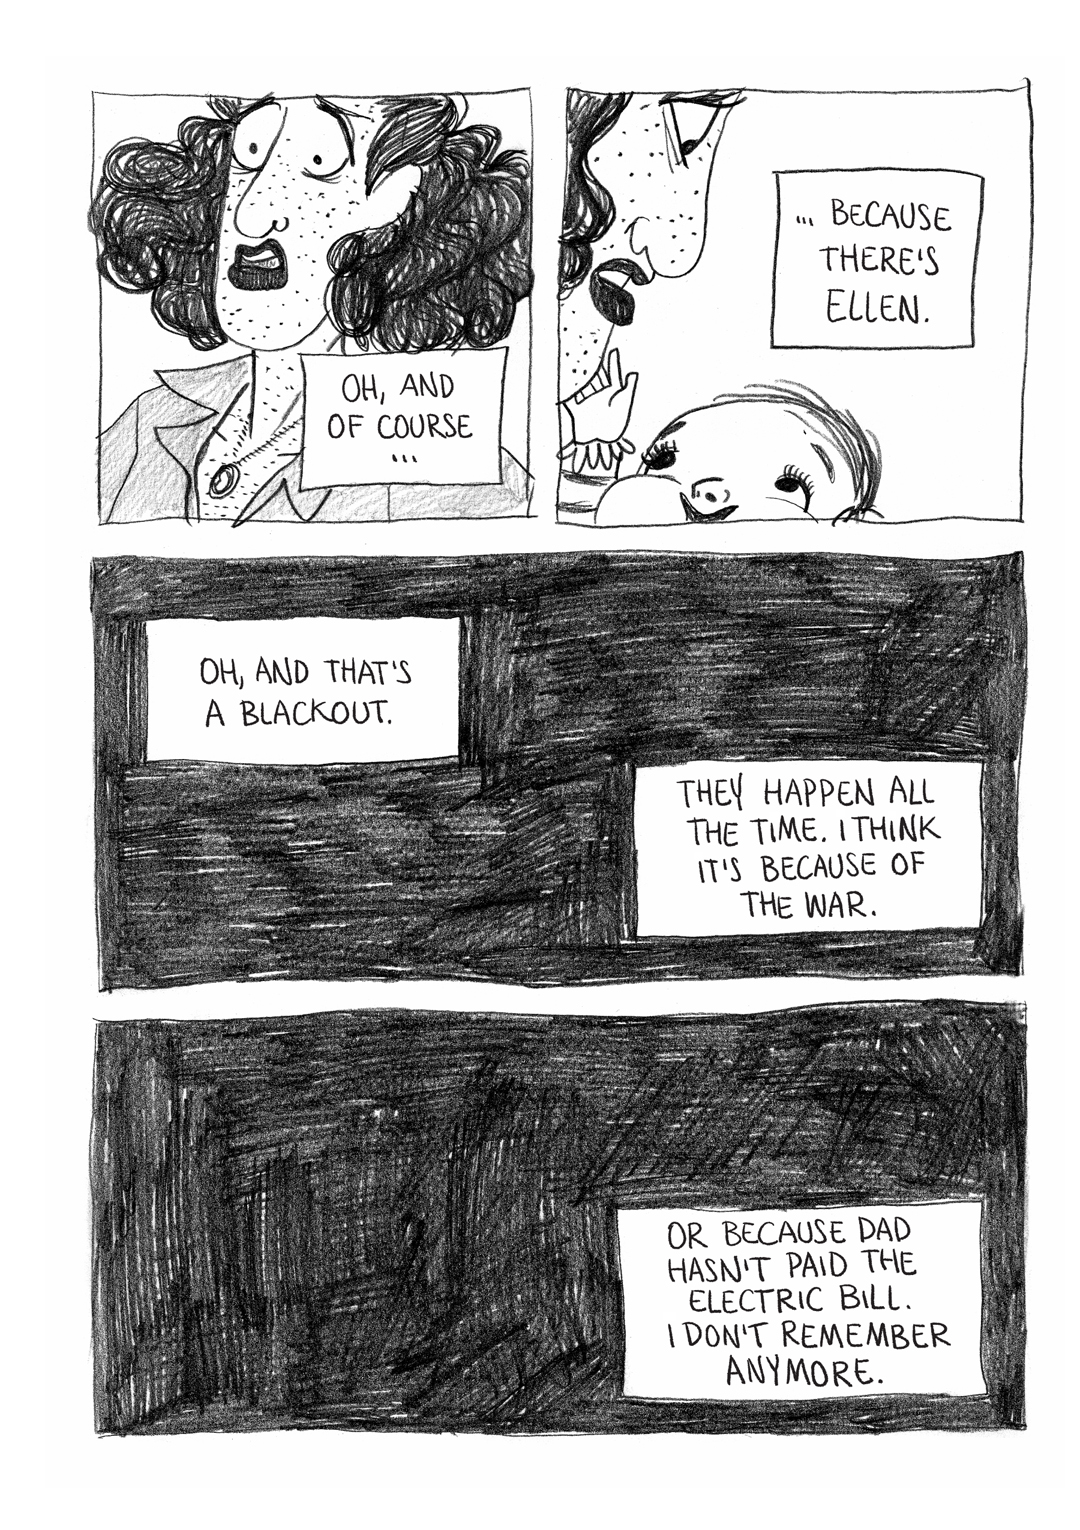 OH, AND
OF COURSE
...
... BECAUSE
THERE'S
ELLEN.
OH, AND THAT'S
A BLACKOUT.
THEY HAPPEN ALL
THE TIME. I THINK
IT'S BECAUSE OF
THE WAR.
OR BECAUSE DAD
HASN'T PAID THE
ELECTRIC BILL.
I DON'T REMEMBER
ANYMORE.